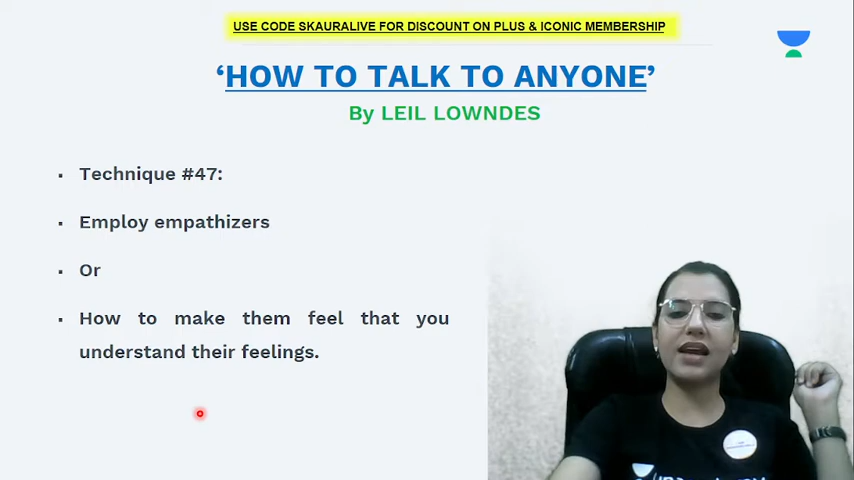 USE CODE SKAURALIVE FOR DISCOUNT ON PLUS & ICONIC MEMBERSHIP
‘HOW TO TALK TO ANYONE’
By LEIL LOWNDES
Technique #47:
Employ empathizers
Or
How to make them feel that you
understand their feelings.